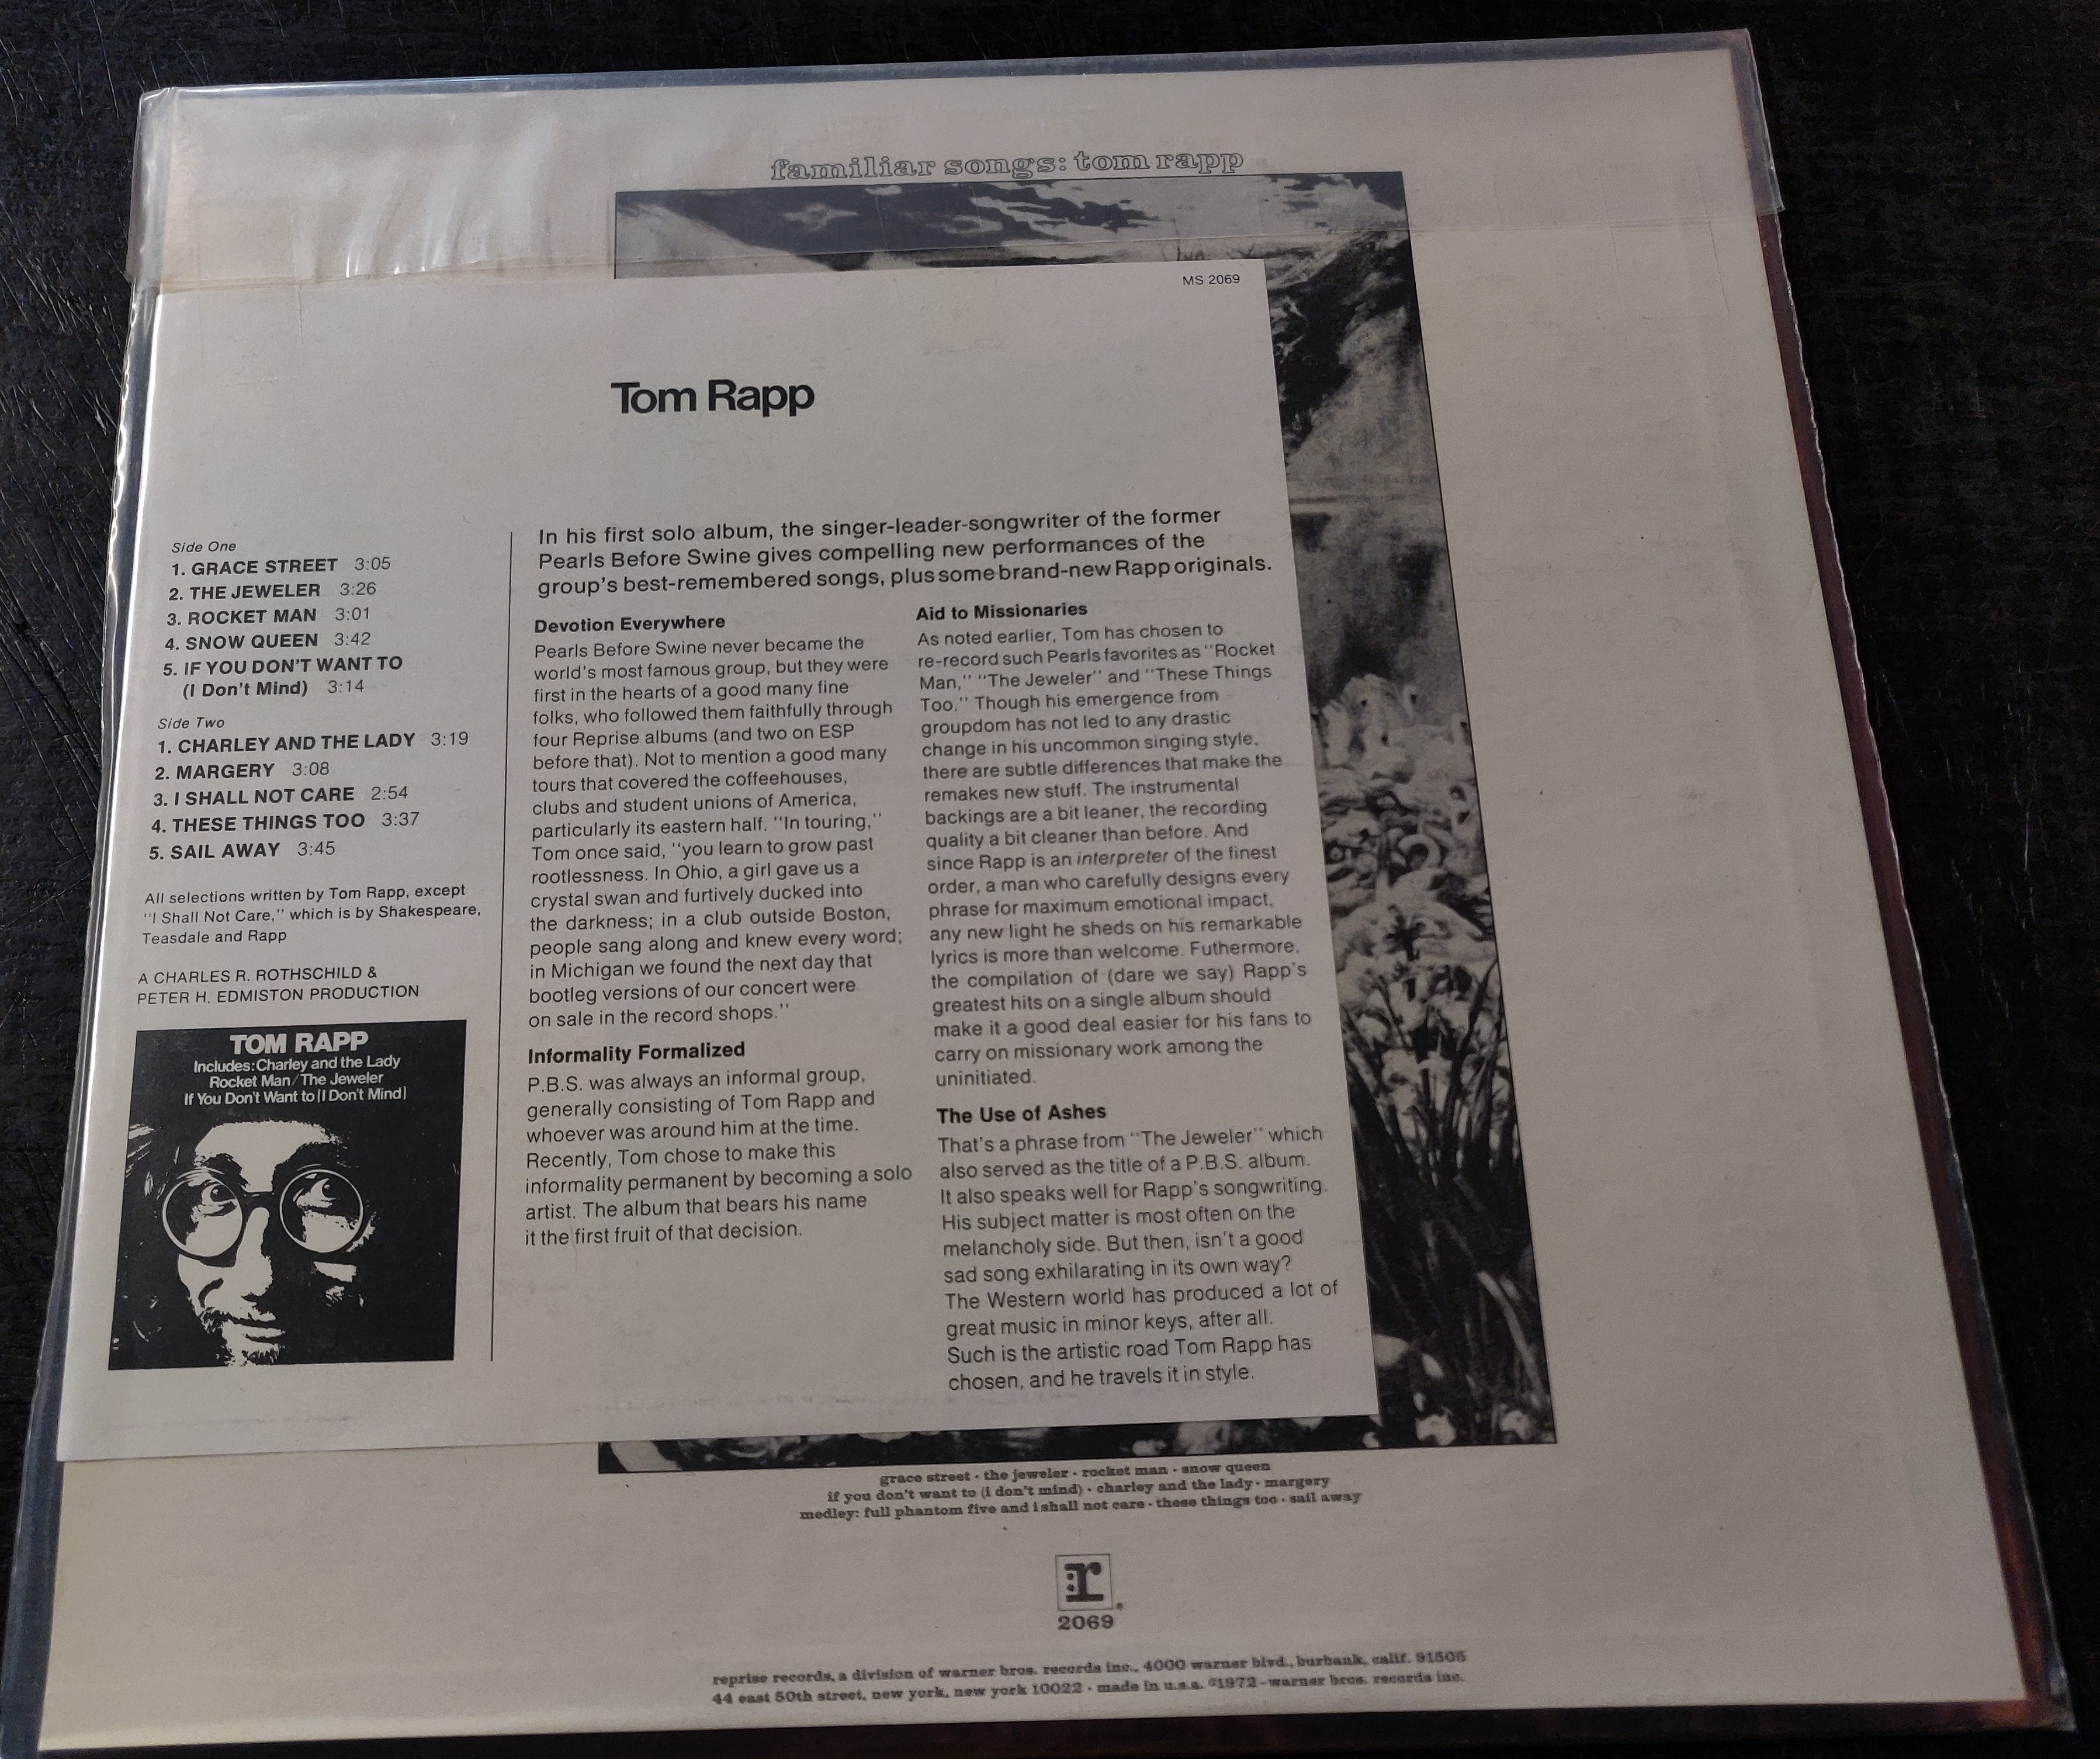 familiar songs: tom rapp
MS 2069
Tom Rapp
Side One
1. GRACE STREET 3:05
2. THE JEWELER 3:26
3. ROCKET MAN 3:01
4. SNOW QUEEN 3:42
5. IF YOU DON'T WANT TO
(I Don't Mind) 3:14
Side Two
1. CHARLEY AND THE LADY 3:19
2. MARGERY 3:08
3. I SHALL NOT CARE 2:54
4. THESE THINGS TOO 3:37
5. SAIL AWAY 3:45
All selections written by Tom Rapp, except
"I Shall Not Care," which is by Shakespeare,
Teasdale and Rapp
A CHARLES R. ROTHSCHILD &
PETER H. EDMISTON PRODUCTION
TOM RAPP
Includes: Charley and the Lady
Rocket Man/The Jeweler
If You Don't Want to [I Don't Mind]
In his first solo album, the singer-leader-songwriter of the former
Pearls Before Swine gives compelling new performances of the
group's best-remembered songs, plus some brand-new Rapp originals.
Devotion Everywhere
Pearls Before Swine never became the
world's most famous group, but they were
first in the hearts of a good many fine
folks, who followed them faithfully through
four Reprise albums (and two on ESP
before that). Not to mention a good many
tours that covered the coffeehouses,
clubs and student unions of America,
particularly its eastern half. "In touring,"
Tom once said, "you learn to grow past
rootlessness. In Ohio, a girl gave us a
crystal swan and furtively ducked into
the darkness; in a club outside Boston,
people sang along and knew every word;
in Michigan we found the next day that
bootleg versions of our concert were
on sale in the record shops."
Informality Formalized
P.B.S. was always an informal group,
generally consisting of Tom Rapp and
whoever was around him at the time.
Recently, Tom chose to make this
informality permanent by becoming a solo
artist. The album that bears his name
it the first fruit of that decision.
Aid to Missionaries
As noted earlier, Tom has chosen to
re-record such Pearls favorites as "Rocket
Man," "The Jeweler" and "These Things
Too." Though his emergence from
groupdom has not led to any drastic
change in his uncommon singing style,
there are subtle differences that make the
remakes new stuff. The instrumental
backings are a bit leaner, the recording
quality a bit cleaner than before. And
since Rapp is an interpreter of the finest
order, a man who carefully designs every
phrase for maximum emotional impact,
any new light he sheds on his remarkable
lyrics is more than welcome. Futhermore,
the compilation of (dare we say) Rapp's
greatest hits on a single album should
make it a good deal easier for his fans to
carry on missionary work among the
uninitiated.
The Use of Ashes
That's a phrase from "The Jeweler" which
also served as the title of a P.B.S. album.
It also speaks well for Rapp's songwriting.
His subject matter is most often on the
melancholy side. But then, isn't a good
sad song exhilarating in its own way?
The Western world has produced a lot of
great music in minor keys, after all.
Such is the artistic road Tom Rapp has
chosen, and he travels it in style.
grace street · the jeweler · rocket man · snow queen
if you don't want to (i don't mind) · charley and the lady · margery
medley: full phantom five and i shall not care · these things too · sail away
r
®
2069
reprise records, a division of warner bros. records inc., 4000 warner blvd., burbank, calif. 91505
44 east 50th street, new york, new york 10022 · made in u.s.a. ©1972-warner bros. records inc.